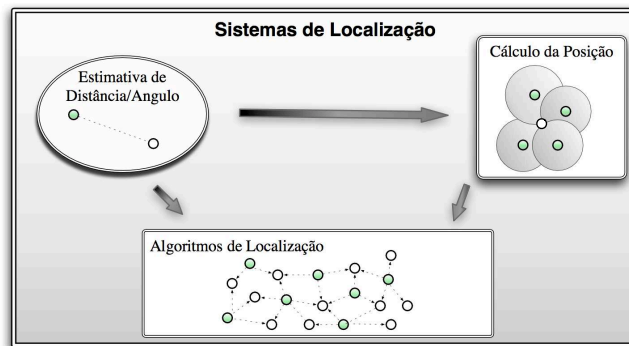 Sistemas de Localização
Estimativa de
Distância/Angulo
Cálculo da Posição
Algoritmos de Localização